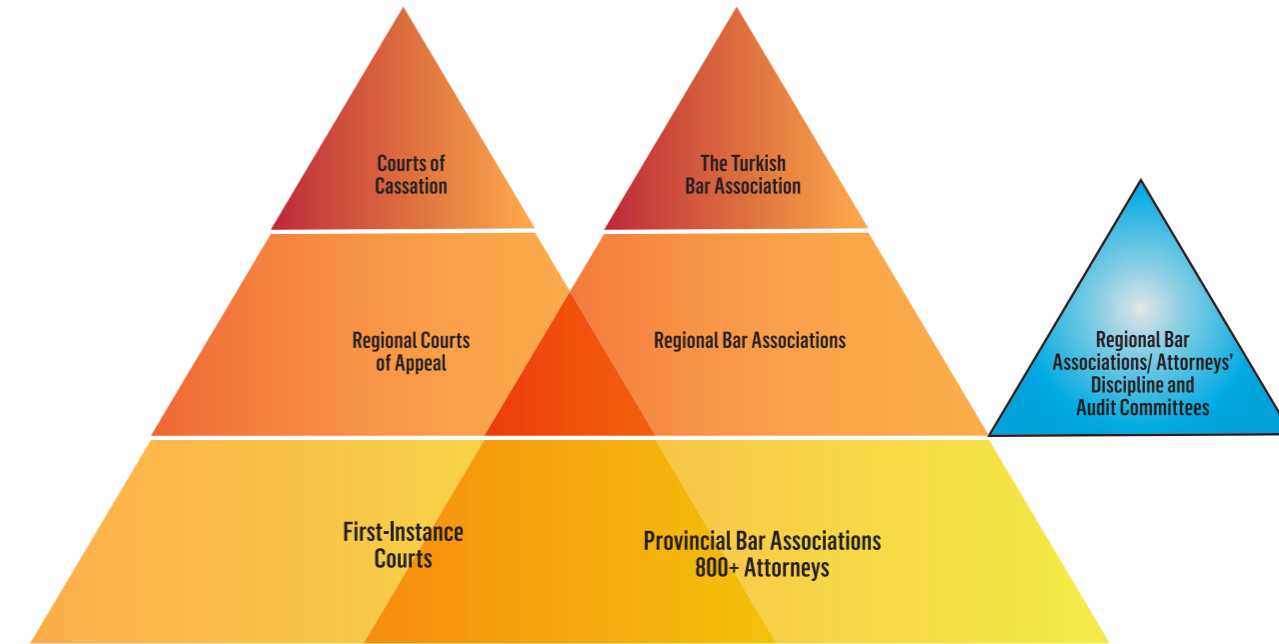 Courts of
Cassation
The Turkish
Bar Association
Regional Courts
of Appeal
Regional Bar Associations
Regional Bar
Associations/ Attorneys’
Discipline and
Audit Committees
First-Instance
Courts
Provincial Bar Associations
800+ Attorneys